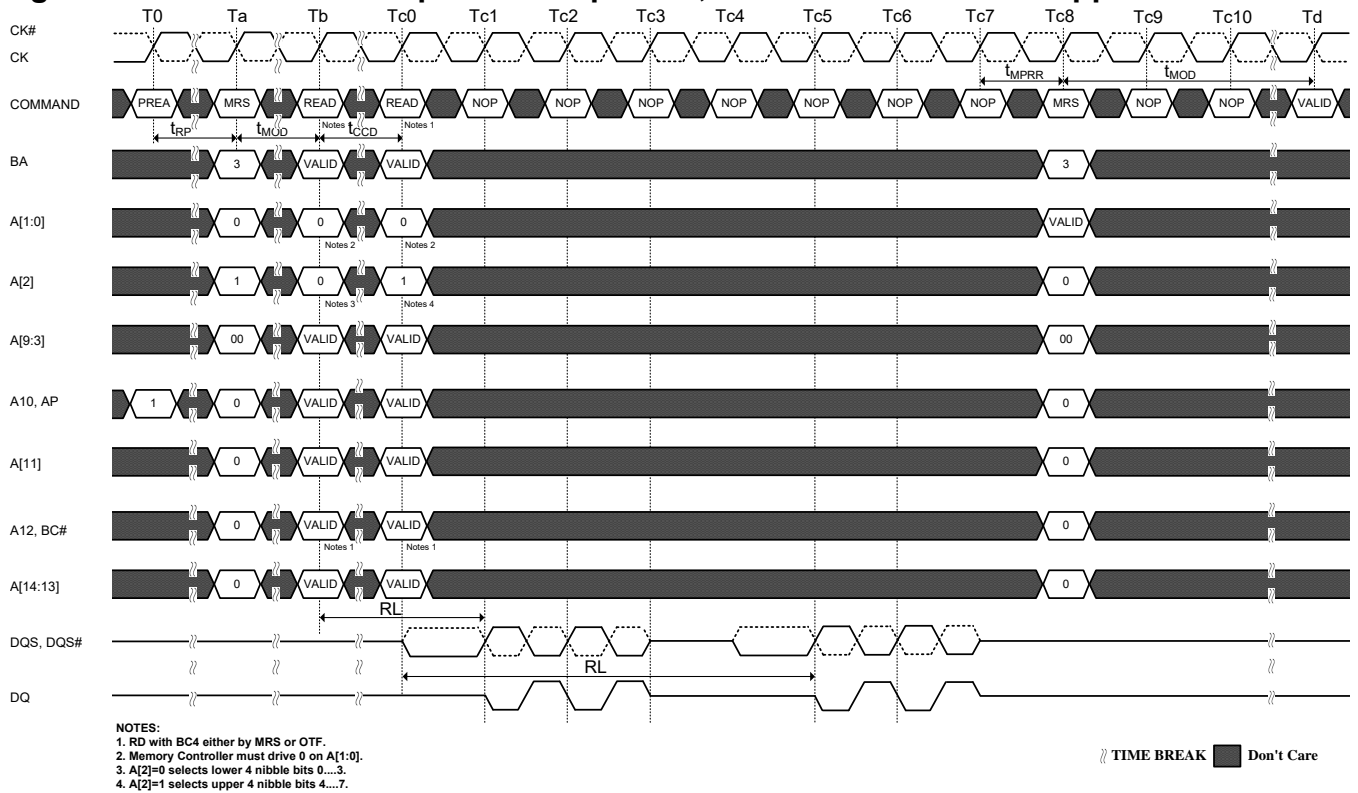 T0 Ta Tb Tc0 Tc1 Tc2 Tc3 Tc4 Tc5 Tc6 Tc7 Tc8 Tc9 Tc10 Td
CK#
CK
tMPRR tMOD
COMMAND PREA MRS READ READ NOP NOP NOP NOP NOP NOP NOP MRS NOP NOP VALID
Notes 1 Notes 1
tRP tMOD tCCD
BA 3 VALID VALID 3
A[1:0] 0 0 0 VALID
Notes 2 Notes 2
A[2] 1 0 1 0
Notes 3 Notes 4
A[9:3] 00 VALID VALID 00
A10, AP 1 0 VALID VALID 0
A[11] 0 VALID VALID 0
A12, BC# 0 VALID VALID 0
Notes 1 Notes 1
A[14:13] 0 VALID VALID 0
RL
DQS, DQS#
RL
DQ
NOTES:
1. RD with BC4 either by MRS or OTF.
2. Memory Controller must drive 0 on A[1:0].
3. A[2]=0 selects lower 4 nibble bits 0....3.
4. A[2]=1 selects upper 4 nibble bits 4....7.
TIME BREAK Don't Care